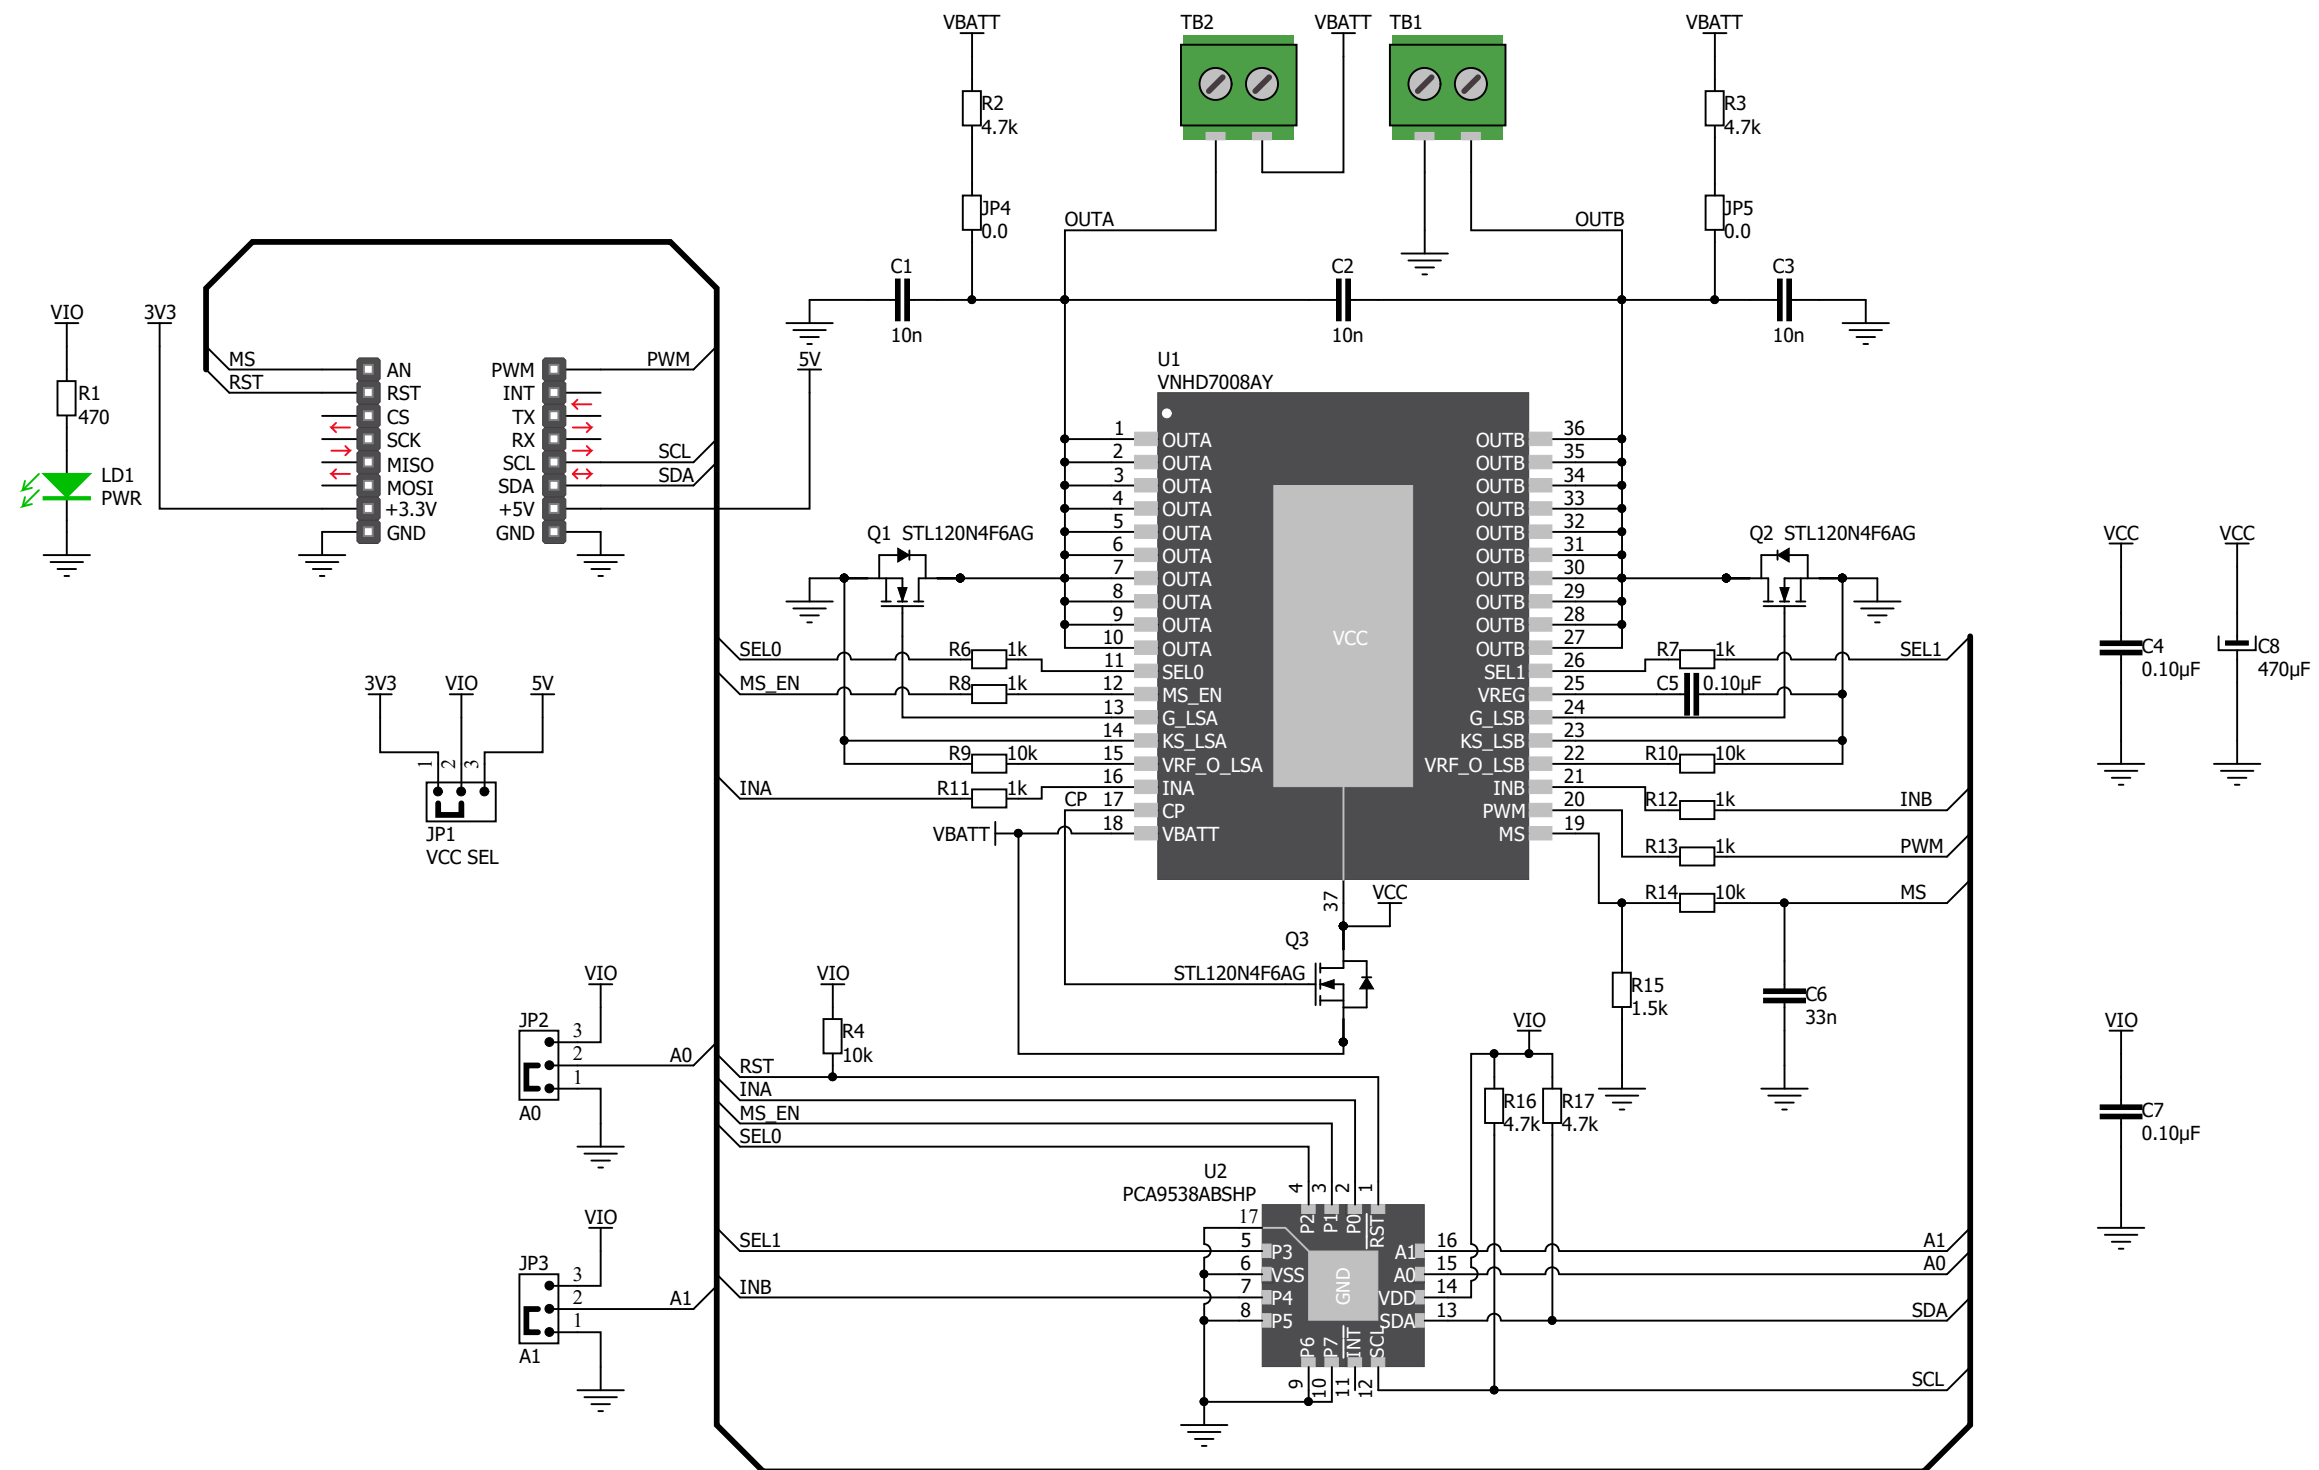 VBATT
TB2
VBATT
TB1
VBATT
R2
4.7k
R3
4.7k
JP4
0.0
JP5
0.0
OUTA
OUTB
C1
10n
C2
10n
C3
10n
VIO
3V3
R1
470
LD1
PWR
MS
RST
AN
RST
CS
SCK
MISO
MOSI
+3.3V
GND
PWM
INT
TX
RX
SCL
SDA
+5V
GND
PWM
SCL
SDA
5V
U1
VNHD7008AY
1 OUTA
2 OUTA
3 OUTA
4 OUTA
5 OUTA
6 OUTA
7 OUTA
8 OUTA
9 OUTA
10 OUTA
11 SEL0
12 MS_EN
13 G_LSA
14 KS_LSA
15 VRF_O_LSA
16 INA
17 CP
18 VBATT
VCC
OUTB 36
OUTB 35
OUTB 34
OUTB 33
OUTB 32
OUTB 31
OUTB 30
OUTB 29
OUTB 28
OUTB 27
SEL1 26
VREG 25
G_LSB 24
KS_LSB 23
VRF_O_LSB 22
INB 21
PWM 20
MS 19
37
VCC
Q1 STL120N4F6AG
Q2 STL120N4F6AG
SEL0
R6 1k
MS_EN
R8 1k
R9 10k
INA
R11 1k
CP
VBATT
R7 1k
SEL1
C5 0.10µF
R10 10k
R12 1k
INB
R13 1k
PWM
R14 10k
MS
VCC
C4
0.10µF
VCC
C8
470µF
3V3
VIO
5V
1 2 3
JP1
VCC SEL
Q3
STL120N4F6AG
R15
1.5k
C6
33n
VIO
JP2
3
2
1
A0
A0
VIO
R4
10k
RST
INA
MS_EN
SEL0
VIO
R16
4.7k
R17
4.7k
VIO
C7
0.10µF
U2
PCA9538ABSHP
4 3 2 1
P2 P1 P0 RST
17
5 P3
6 VSS
7 P4
8 P5
GND
A1 16
A0 15
VDD 14
SDA 13
P6 P7 INT SCL
9 10 11 12
SEL1
INB
A1
A0
SDA
SCL
VIO
JP3
3
2
1
A1
A1